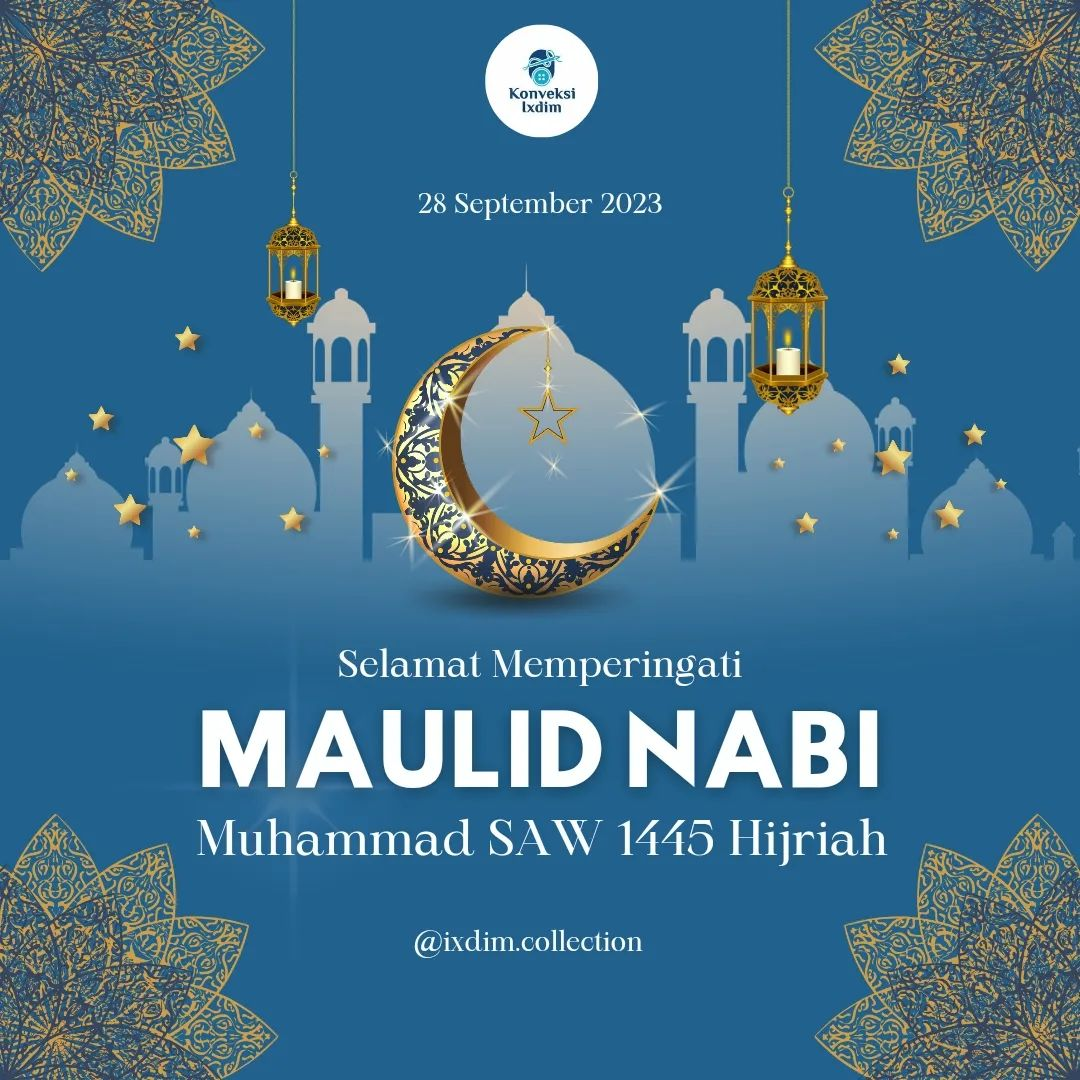 Konveksi
Ixdim
28 September 2023
Selamat Memperingati
MAULID NABI
Muhammad SAW 1445 Hijriah
@ixdim.collection